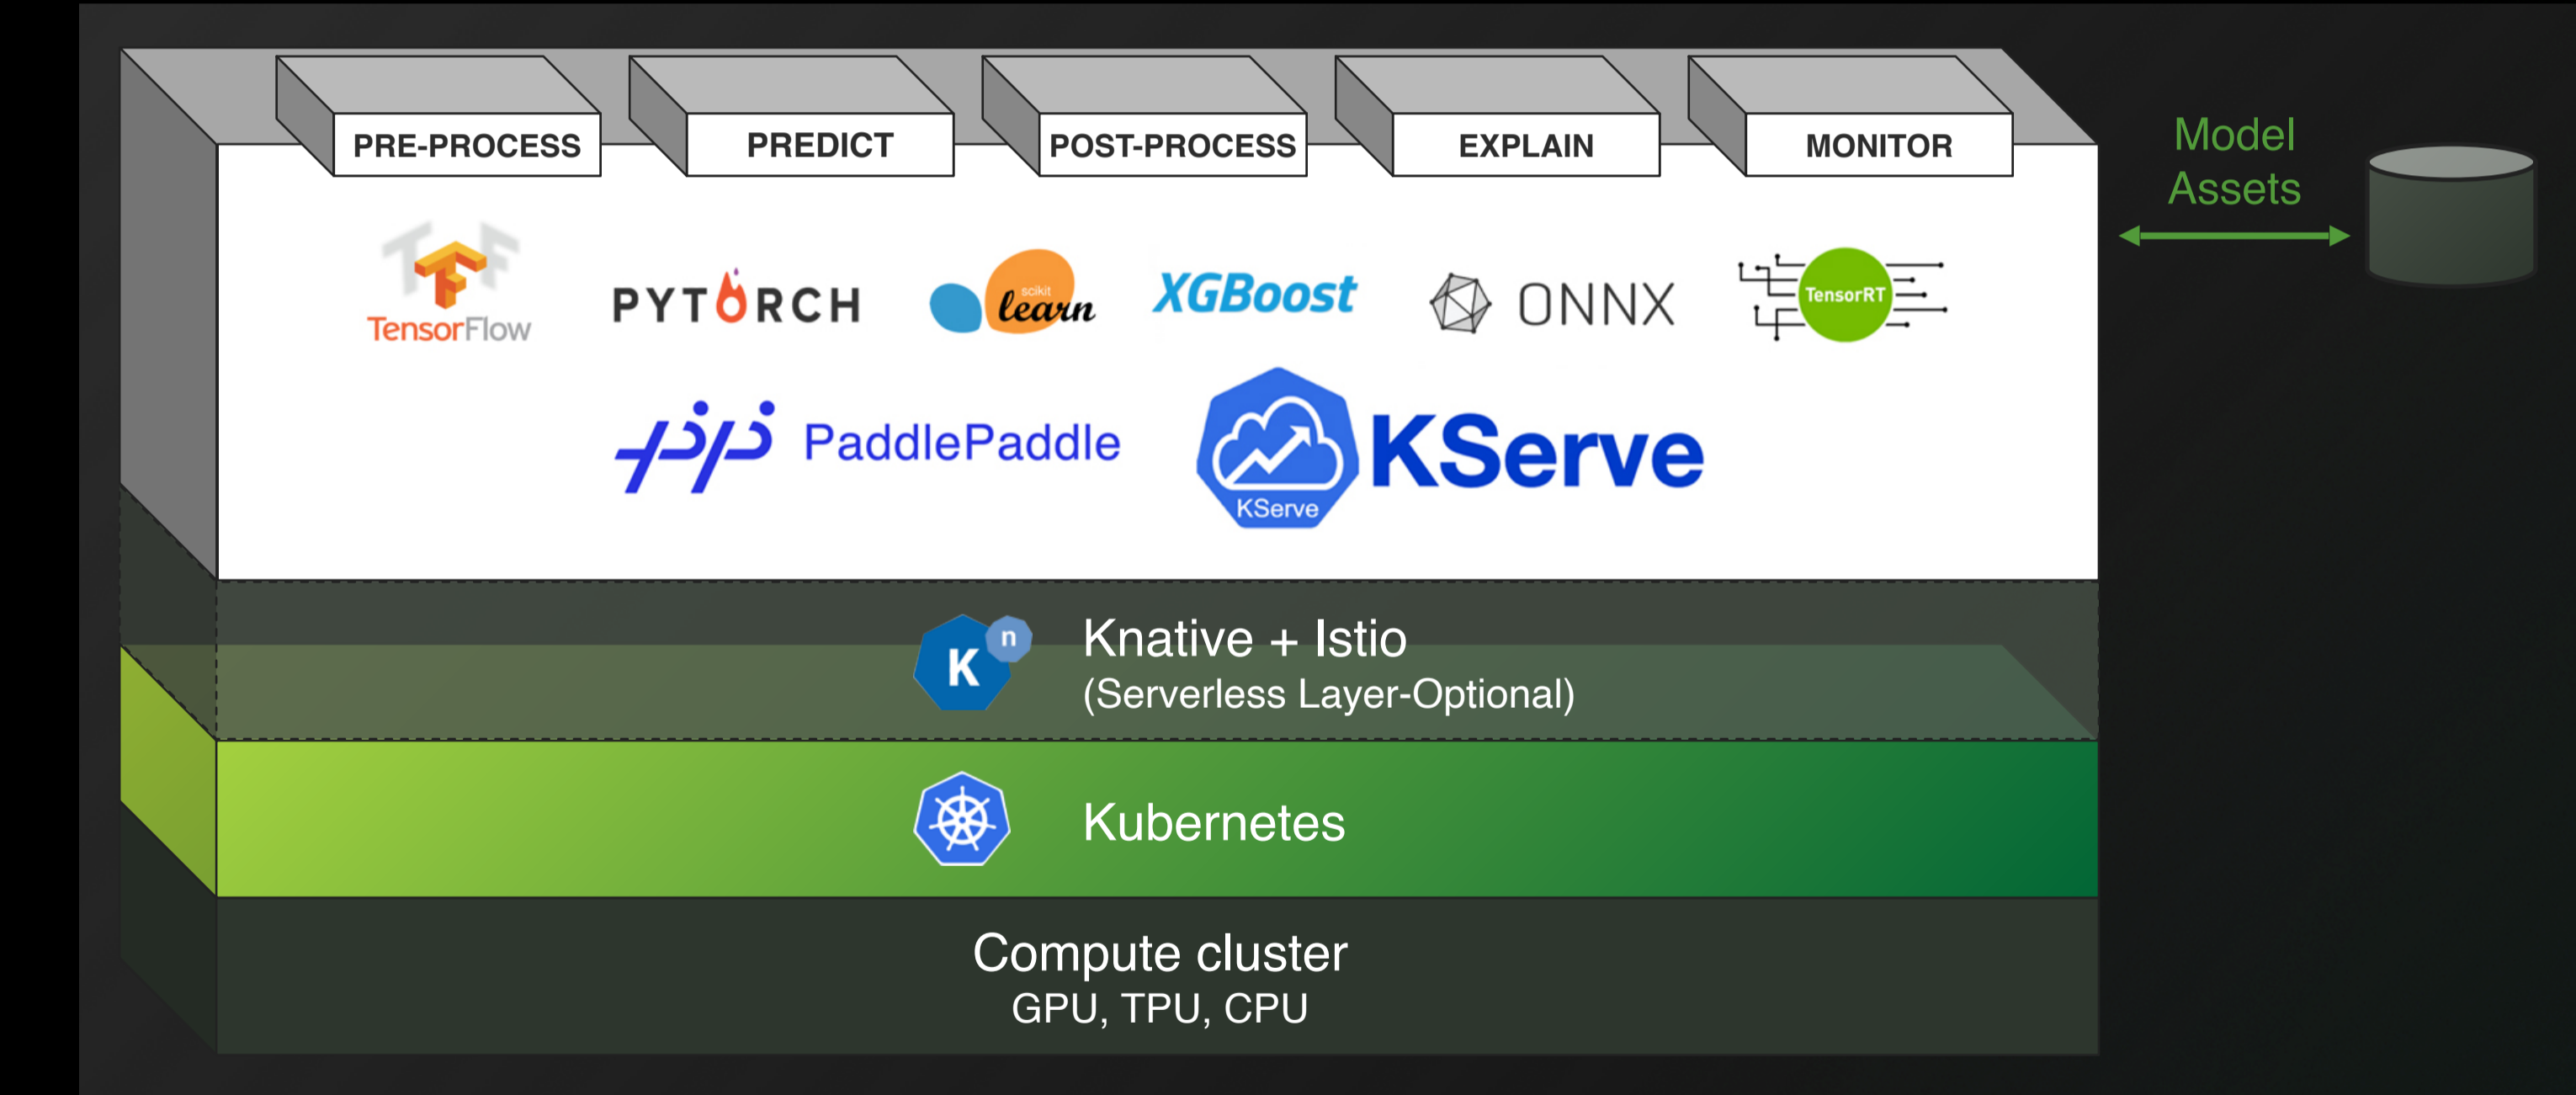 PRE-PROCESS
PREDICT
POST-PROCESS
EXPLAIN
MONITOR
Model
Assets
TF
TensorFlow
PYTORCH
scikit
learn
XGBoost
ONNX
TensorRT
PaddlePaddle
KServe
KServe
K
n
Knative + Istio
(Serverless Layer-Optional)
Kubernetes
Compute cluster
GPU, TPU, CPU